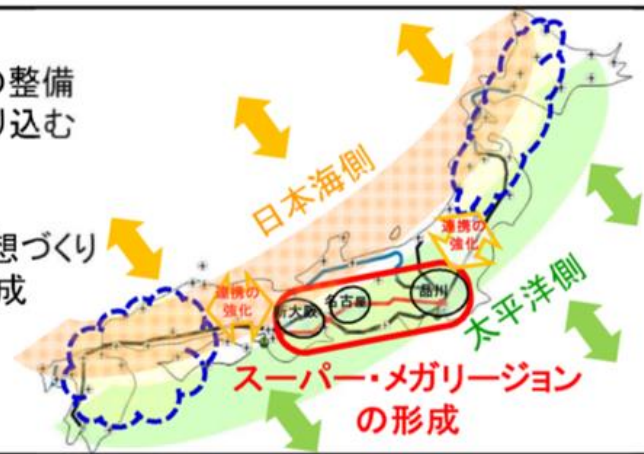 の整備
り込む
想づくり
成
日本海側
連携の
強化
連携の
強化
新大阪
名古屋
品川
太平洋側
スーパー・メガリージョン
の形成